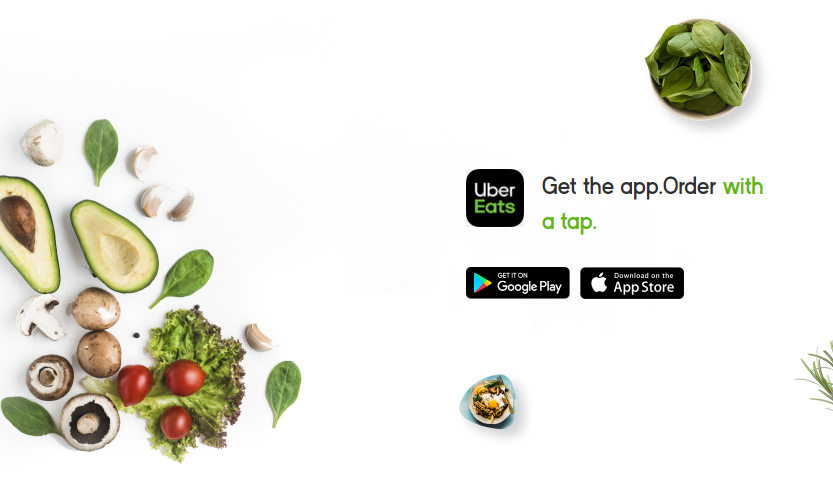 Uber
Eats
Get the app.Order with
a tap.
GET IT ON
Google Play
Download on the
App Store